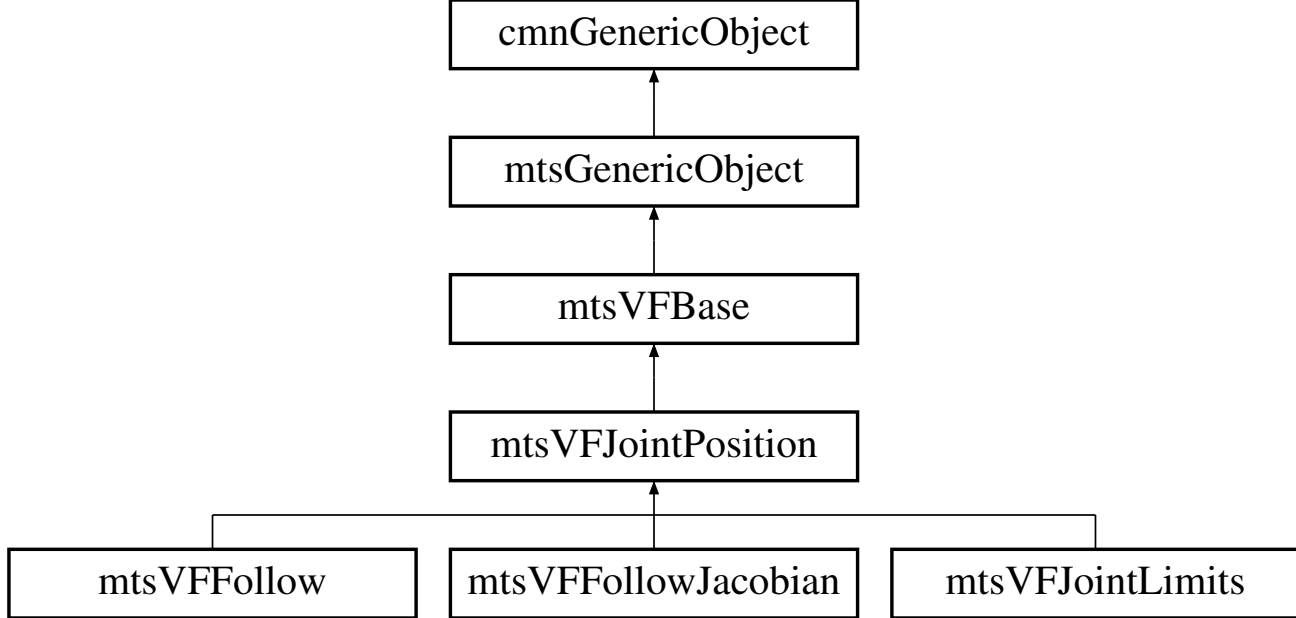 cmnGenericObject
mtsGenericObject
mtsVFBase
mtsVFJointPosition
mtsVFFollow
mtsVFFollowJacobian
mtsVFJointLimits